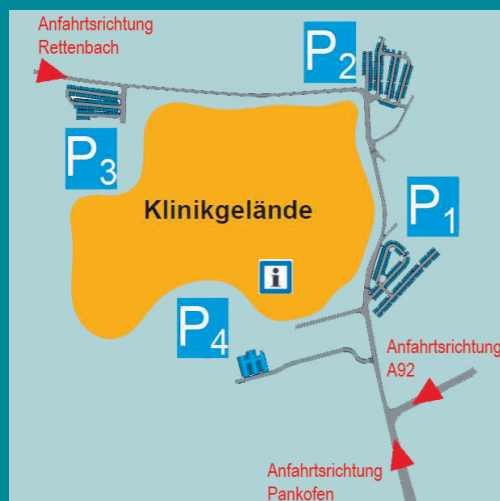 Anfahrtsrichtung
Rettenbach
P2
P3
Klinikgelände
P1
i
P4
Anfahrtsrichtung
A92
Anfahrtsrichtung
Pankofen